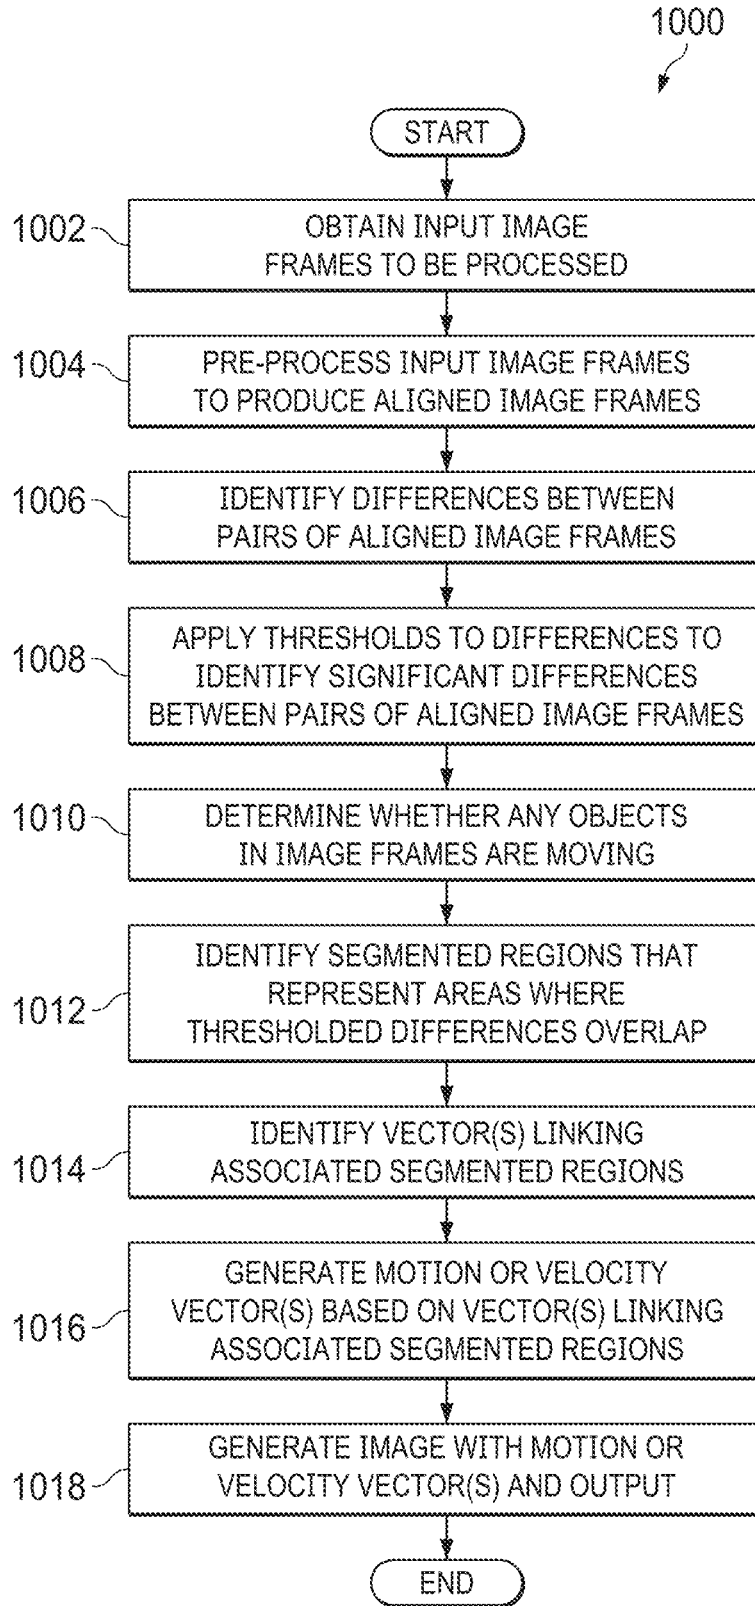 1000
START
1002
OBTAIN INPUT IMAGE
FRAMES TO BE PROCESSED
1004
PRE-PROCESS INPUT IMAGE FRAMES
TO PRODUCE ALIGNED IMAGE FRAMES
1006
IDENTIFY DIFFERENCES BETWEEN
PAIRS OF ALIGNED IMAGE FRAMES
1008
APPLY THRESHOLDS TO DIFFERENCES TO
IDENTIFY SIGNIFICANT DIFFERENCES
BETWEEN PAIRS OF ALIGNED IMAGE FRAMES
1010
DETERMINE WHETHER ANY OBJECTS
IN IMAGE FRAMES ARE MOVING
1012
IDENTIFY SEGMENTED REGIONS THAT
REPRESENT AREAS WHERE
THRESHOLDED DIFFERENCES OVERLAP
1014
IDENTIFY VECTOR(S) LINKING
ASSOCIATED SEGMENTED REGIONS
1016
GENERATE MOTION OR VELOCITY
VECTOR(S) BASED ON VECTOR(S) LINKING
ASSOCIATED SEGMENTED REGIONS
1018
GENERATE IMAGE WITH MOTION OR
VELOCITY VECTOR(S) AND OUTPUT
END